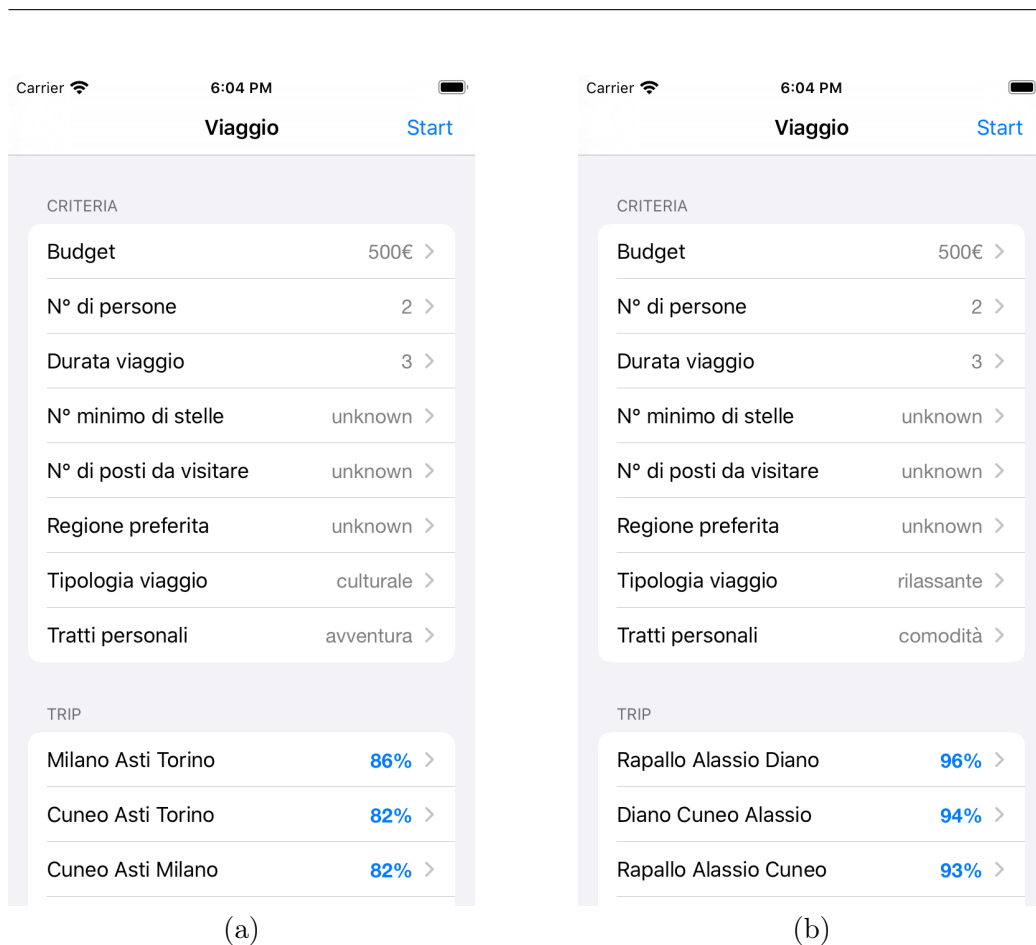 Carrier 6:04 PM
Viaggio Start
CRITERIA
Budget 500€
N° di persone 2
Durata viaggio 3
N° minimo di stelle unknown
N° di posti da visitare unknown
Regione preferita unknown
Tipologia viaggio culturale
Tratti personali avventura
TRIP
Milano Asti Torino 86%
Cuneo Asti Torino 82%
Cuneo Asti Milano 82%
(a)
Carrier 6:04 PM
Viaggio Start
CRITERIA
Budget 500€
N° di persone 2
Durata viaggio 3
N° minimo di stelle unknown
N° di posti da visitare unknown
Regione preferita unknown
Tipologia viaggio rilassante
Tratti personali comodità
TRIP
Rapallo Alassio Diano 96%
Diano Cuneo Alassio 94%
Rapallo Alassio Cuneo 93%
(b)